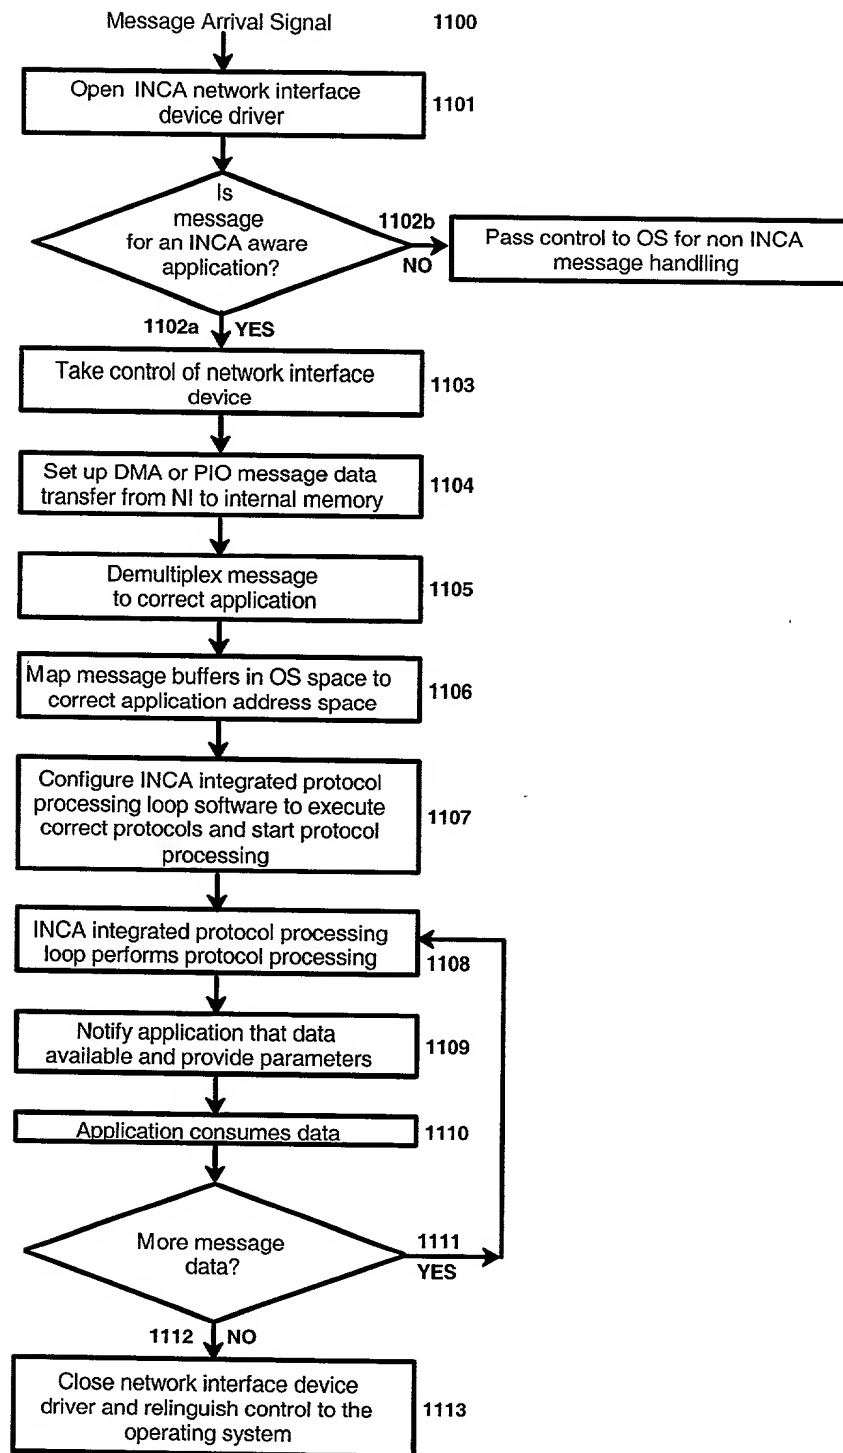 Message Arrival Signal 1100
Open INCA network interface
device driver
1101
Is
message
for an INCA aware
application?
1102b
NO
Pass control to OS for non INCA
message handlling
1102a YES
Take control of network interface
device
1103
Set up DMA or PIO message data
transfer from NI to internal memory
1104
Demultiplex message
to correct application
1105
Map message buffers in OS space to
correct application address space
1106
Configure INCA integrated protocol
processing loop software to execute
correct protocols and start protocol
processing
1107
INCA integrated protocol processing
loop performs protocol processing
1108
Notify application that data
available and provide parameters
1109
Application consumes data 1110
More message
data?
1111
YES
1112 NO
Close network interface device
driver and relinguish control to the
operating system
1113